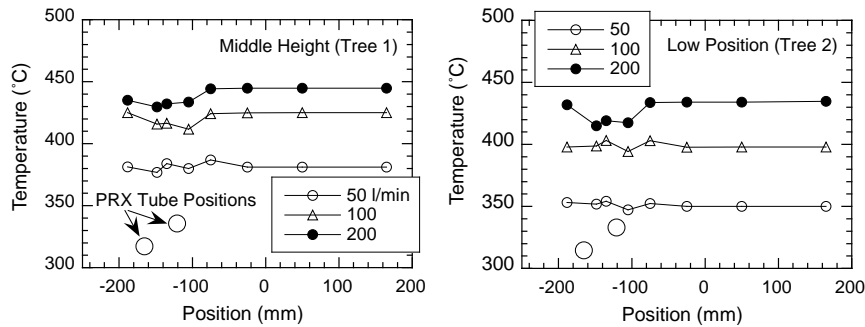 500
450
400
350
300
Temperature (˚C)
Middle Height (Tree 1)
PRX Tube Positions
50 l/min
100
200
-200 -100 0 100 200
Position (mm)
500
450
400
350
300
Temperature (˚C)
50
100
200
Low Position (Tree 2)
-200 -100 0 100 200
Position (mm)